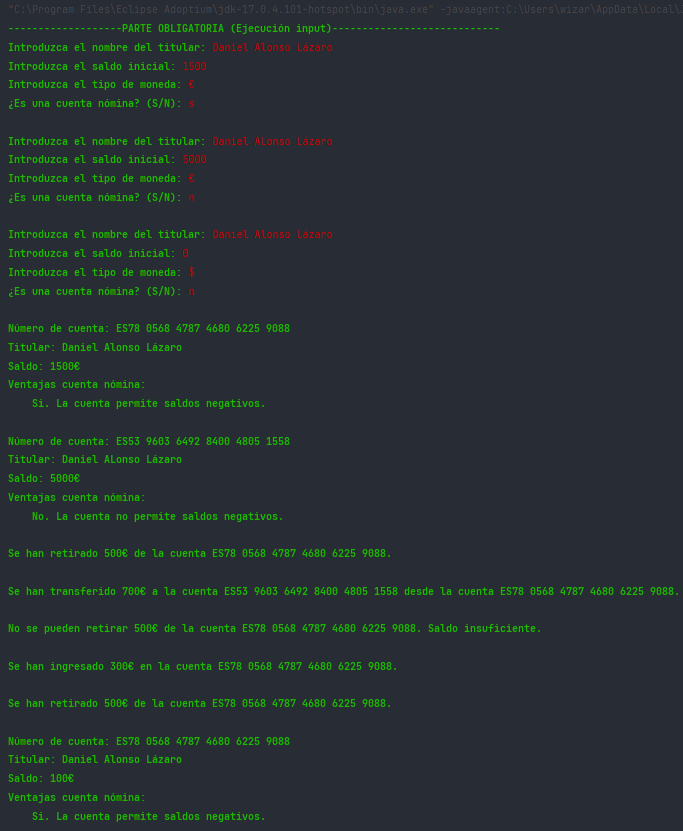 "C:\Program Files\Eclipse Adoptium\jdk-17.0.4.101-hotspot\bin\java.exe" -javaagent:C:\Users\wizar\AppData\Local\
-------------------PARTE OBLIGATORIA (Ejecución input)----------------------------
Introduzca el nombre del titular: Daniel Alonso Lázaro
Introduzca el saldo inicial: 1500
Introduzca el tipo de moneda: €
¿Es una cuenta nómina? (S/N): s
Introduzca el nombre del titular: Daniel ALonso Lázaro
Introduzca el saldo inicial: 5000
Introduzca el tipo de moneda: €
¿Es una cuenta nómina? (S/N): n
Introduzca el nombre del titular: Daniel Alonso Lázaro
Introduzca el saldo inicial: 0
Introduzca el tipo de moneda: $
¿Es una cuenta nómina? (S/N): n
Número de cuenta: ES78 0568 4787 4680 6225 9088
Titular: Daniel Alonso Lázaro
Saldo: 1500€
Ventajas cuenta nómina:
Si. La cuenta permite saldos negativos.
Número de cuenta: ES53 9603 6492 8400 4805 1558
Titular: Daniel ALonso Lázaro
Saldo: 5000€
Ventajas cuenta nómina:
No. La cuenta no permite saldos negativos.
Se han retirado 500€ de la cuenta ES78 0568 4787 4680 6225 9088.
Se han transferido 700€ a la cuenta ES53 9603 6492 8400 4805 1558 desde la cuenta ES78 0568 4787 4680 6225 9088.
No se pueden retirar 500€ de la cuenta ES78 0568 4787 4680 6225 9088. Saldo insuficiente.
Se han ingresado 300€ en la cuenta ES78 0568 4787 4680 6225 9088.
Se han retirado 500€ de la cuenta ES78 0568 4787 4680 6225 9088.
Número de cuenta: ES78 0568 4787 4680 6225 9088
Titular: Daniel Alonso Lázaro
Saldo: 100€
Ventajas cuenta nómina:
Si. La cuenta permite saldos negativos.